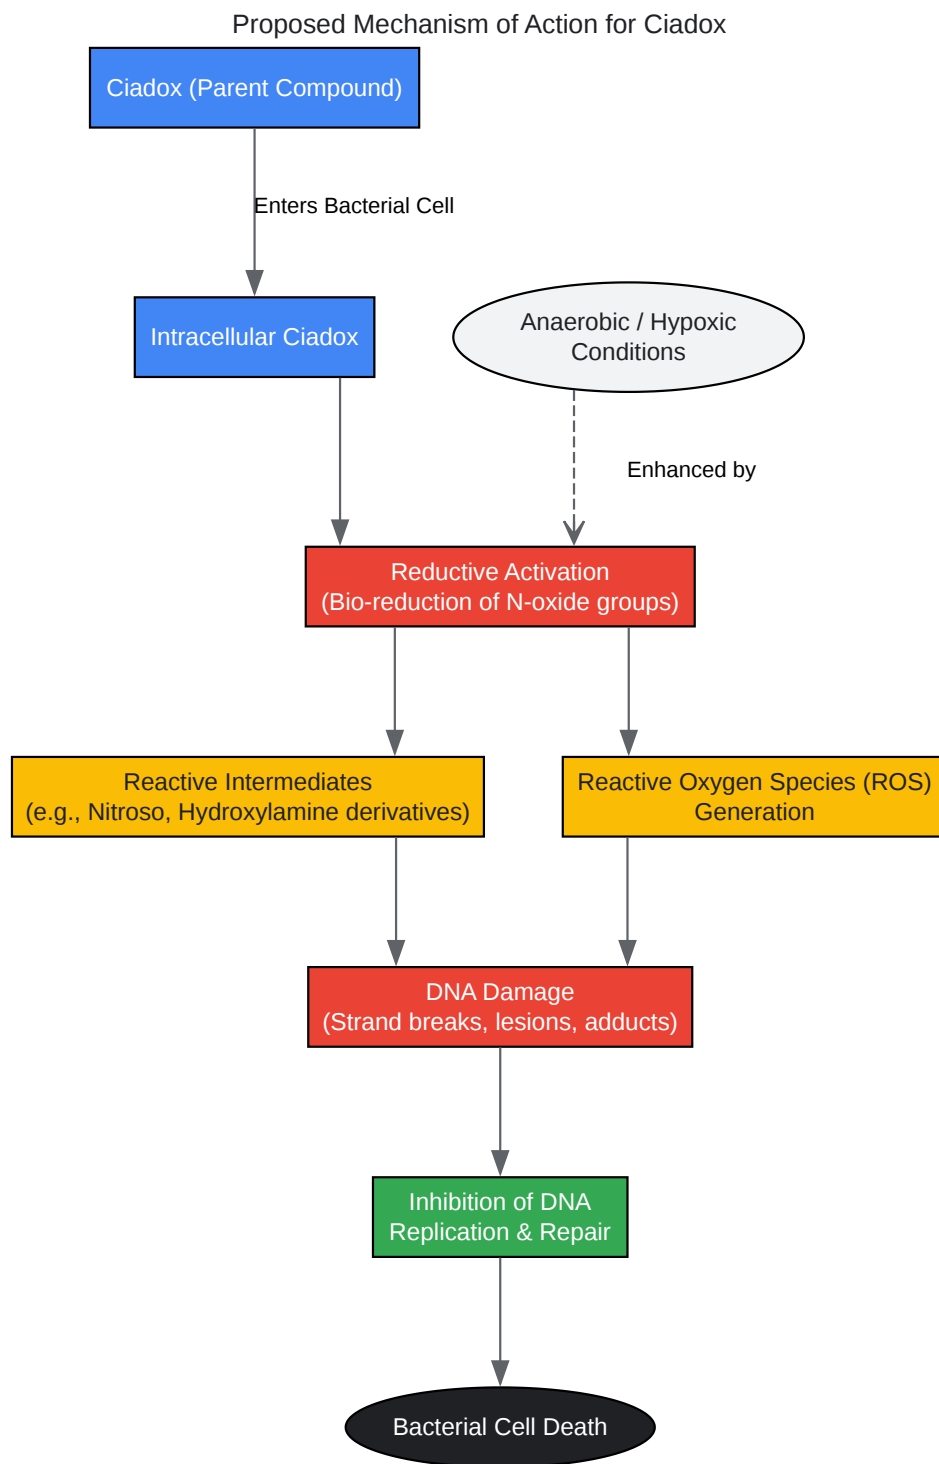 Proposed Mechanism of Action for Ciadox
Ciadox (Parent Compound)
Enters Bacterial Cell
Intracellular Ciadox
Anaerobic / Hypoxic
Conditions
Enhanced by
Reductive Activation
(Bio-reduction of N-oxide groups)
Reactive Intermediates
(e.g., Nitroso, Hydroxylamine derivatives)
Reactive Oxygen Species (ROS)
Generation
DNA Damage
(Strand breaks, lesions, adducts)
Inhibition of DNA
Replication & Repair
Bacterial Cell Death